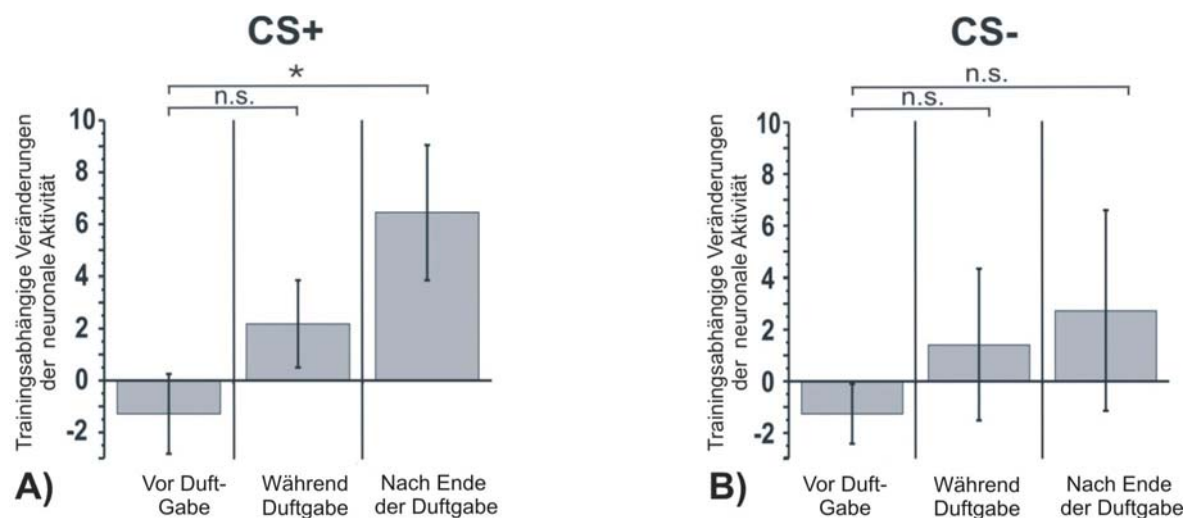 CS+
*
n.s.
10
8
6
4
2
0
-2
Trainingsabhängige Veränderungen
der neuronale Aktivität
A)
Vor Duft-
Gabe
Während
Duftgabe
Nach Ende
der Duftgabe
CS-
n.s.
n.s.
10
8
6
4
2
0
-2
Trainingsabhängige Veränderungen
der neuronale Aktivität
B)
Vor Duft-
Gabe
Während
Duftgabe
Nach Ende
der Duftgabe